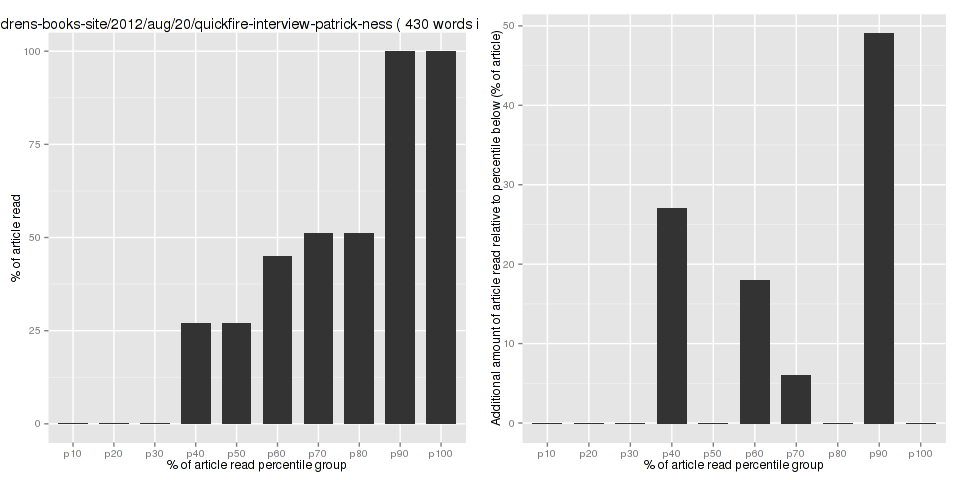 drens-books-site/2012/aug/20/quickfire-interview-patrick-ness ( 430 words i
% of article read
100
75
50
25
0
p10 p20 p30 p40 p50 p60 p70 p80 p90 p100
% of article read percentile group
Additional amount of article read relative to percentile below (% of article)
50
40
30
20
10
0
p10 p20 p30 p40 p50 p60 p70 p80 p90 p100
% of article read percentile group